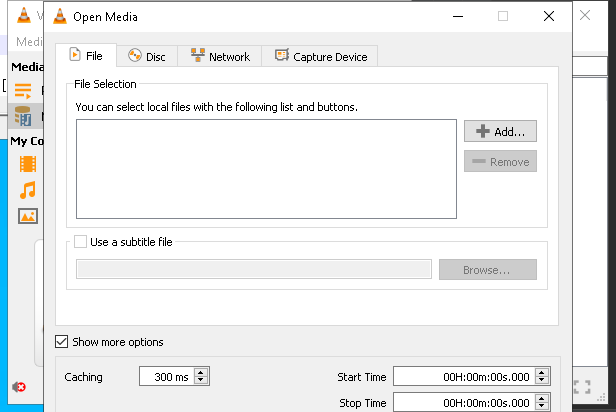 Open Media
Medi
File
Disc
Network
Capture Device
Media
File Selection
You can select local files with the following list and buttons.
Add...
Remove
My Co
Use a subtitle file
Browse...
Show more options
Caching
300 ms
Start Time
00H:00m:00s.000
Stop Time
00H:00m:00s.000